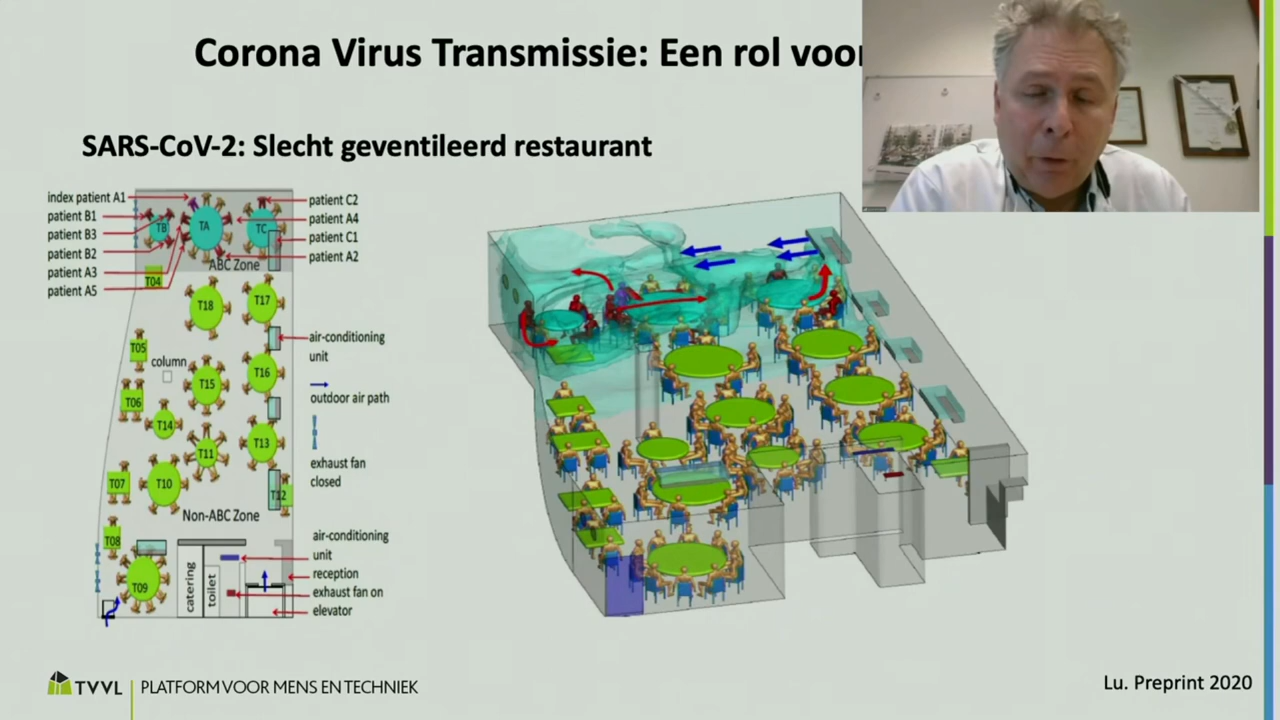 Corona Virus Transmissie: Een rol voor
SARS-CoV-2: Slecht geventileerd restaurant
index patient A1
patient B1
patient B3
patient B2
patient A3
patient A5
patient C2
patient A4
patient C1
patient A2
TB
TA
TC
ABC Zone
T04
T18
T17
T05
column
T15
T16
T06
T14
T11
T13
T07
T10
T12
Non-ABC Zone
T08
T09
catering
toilet
air-conditioning
unit
outdoor air path
exhaust fan
closed
air-conditioning
unit
reception
exhaust fan on
elevator
TVVL
PLATFORM VOOR MENS EN TECHNIEK
Lu. Preprint 2020